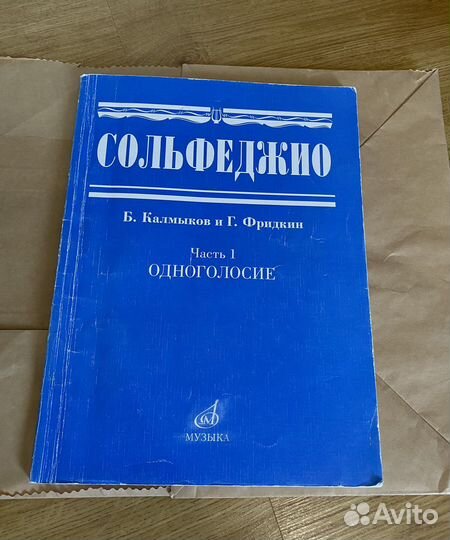 СОЛЬФЕДЖИО
Б. Калмыков и Г. Фридкин
Часть 1
ОДНОГОЛОСИЕ
МУЗЫКА
Avito